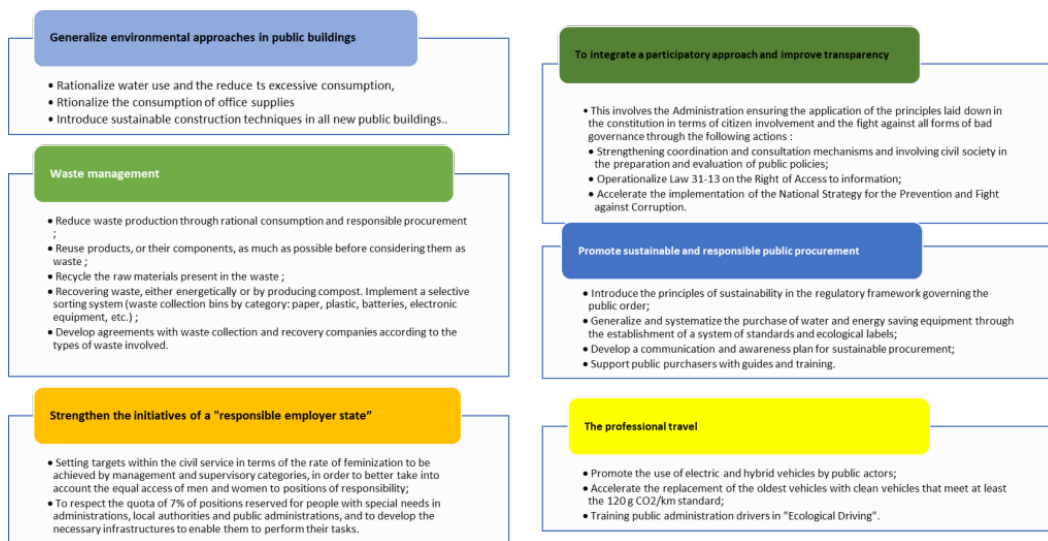 Generalize environmental approaches in public buildings
• Rationalize water use and the reduce ts excessive consumption,
• Rtionalize the consumption of office supplies
• Introduce sustainable construction techniques in all new public buildings..
Waste management
• Reduce waste production through rational consumption and responsible procurement
;
• Reuse products, or their components, as much as possible before considering them as
waste ;
• Recycle the raw materials present in the waste ;
• Recovering waste, either energetically or by producing compost. Implement a selective
sorting system (waste collection bins by category: paper, plastic, batteries, electronic
equipment, etc.) ;
• Develop agreements with waste collection and recovery companies according to the
types of waste involved.
Strengthen the initiatives of a "responsible employer state”
• Setting targets within the civil service in terms of the rate of feminization to be
achieved by management and supervisory categories, in order to better take into
account the equal access of men and women to positions of responsibility;
• To respect the quota of 7% of positions reserved for people with special needs in
administrations, local authorities and public administrations, and to develop the
necessary infrastructures to enable them to perform their tasks.
To integrate a participatory approach and improve transparency
• This involves the Administration ensuring the application of the principles laid down in
the constitution in terms of citizen involvement and the fight against all forms of bad
governance through the following actions :
• Strengthening coordination and consultation mechanisms and involving civil society in
the preparation and evaluation of public policies;
• Operationalize Law 31-13 on the Right of Access to information;
• Accelerate the implementation of the National Strategy for the Prevention and Fight
against Corruption.
Promote sustainable and responsible public procurement
• Introduce the principles of sustainability in the regulatory framework governing the
public order;
• Generalize and systematize the purchase of water and energy saving equipment through
the establishment of a system of standards and ecological labels;
• Develop a communication and awareness plan for sustainable procurement;
• Support public purchasers with guides and training.
The professional travel
• Promote the use of electric and hybrid vehicles by public actors;
• Accelerate the replacement of the oldest vehicles with clean vehicles that meet at least
the 120 g CO2/km standard;
• Training public administration drivers in "Ecological Driving".